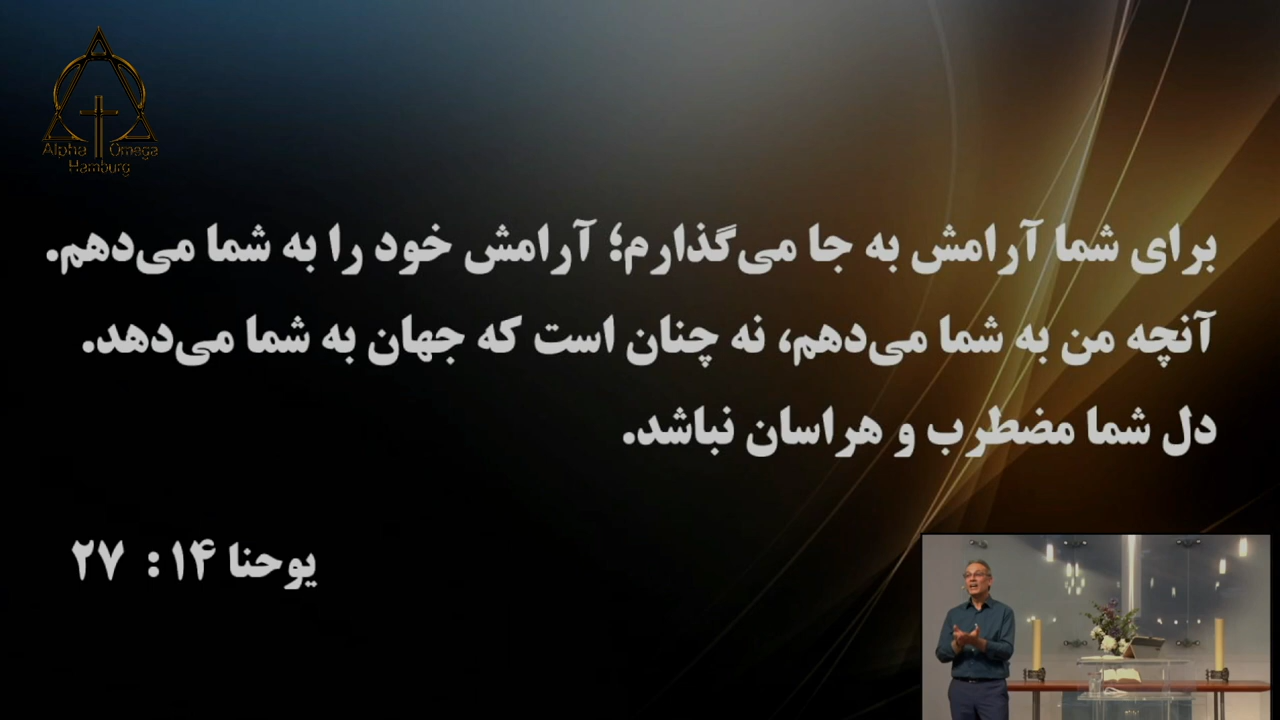 Alpha Omega
Hamburg
برای شما آرامش به جا می‌گذارم؛ آرامش خود را به شما می‌دهم.
آنچه من به شما می‌دهم، نه چنان است که جهان به شما می‌دهد.
دل شما مضطرب و هراسان نباشد.
یوحنا ۱۴ : ۲۷